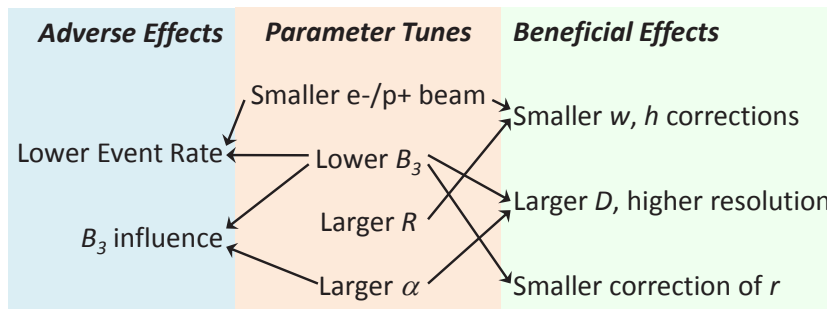 Adverse Effects
Parameter Tunes
Beneficial Effects
Smaller e-/p+ beam
Smaller w, h corrections
Lower Event Rate
Lower B3
Larger D, higher resolution
Larger R
B3 influence
Larger α
Smaller correction of r